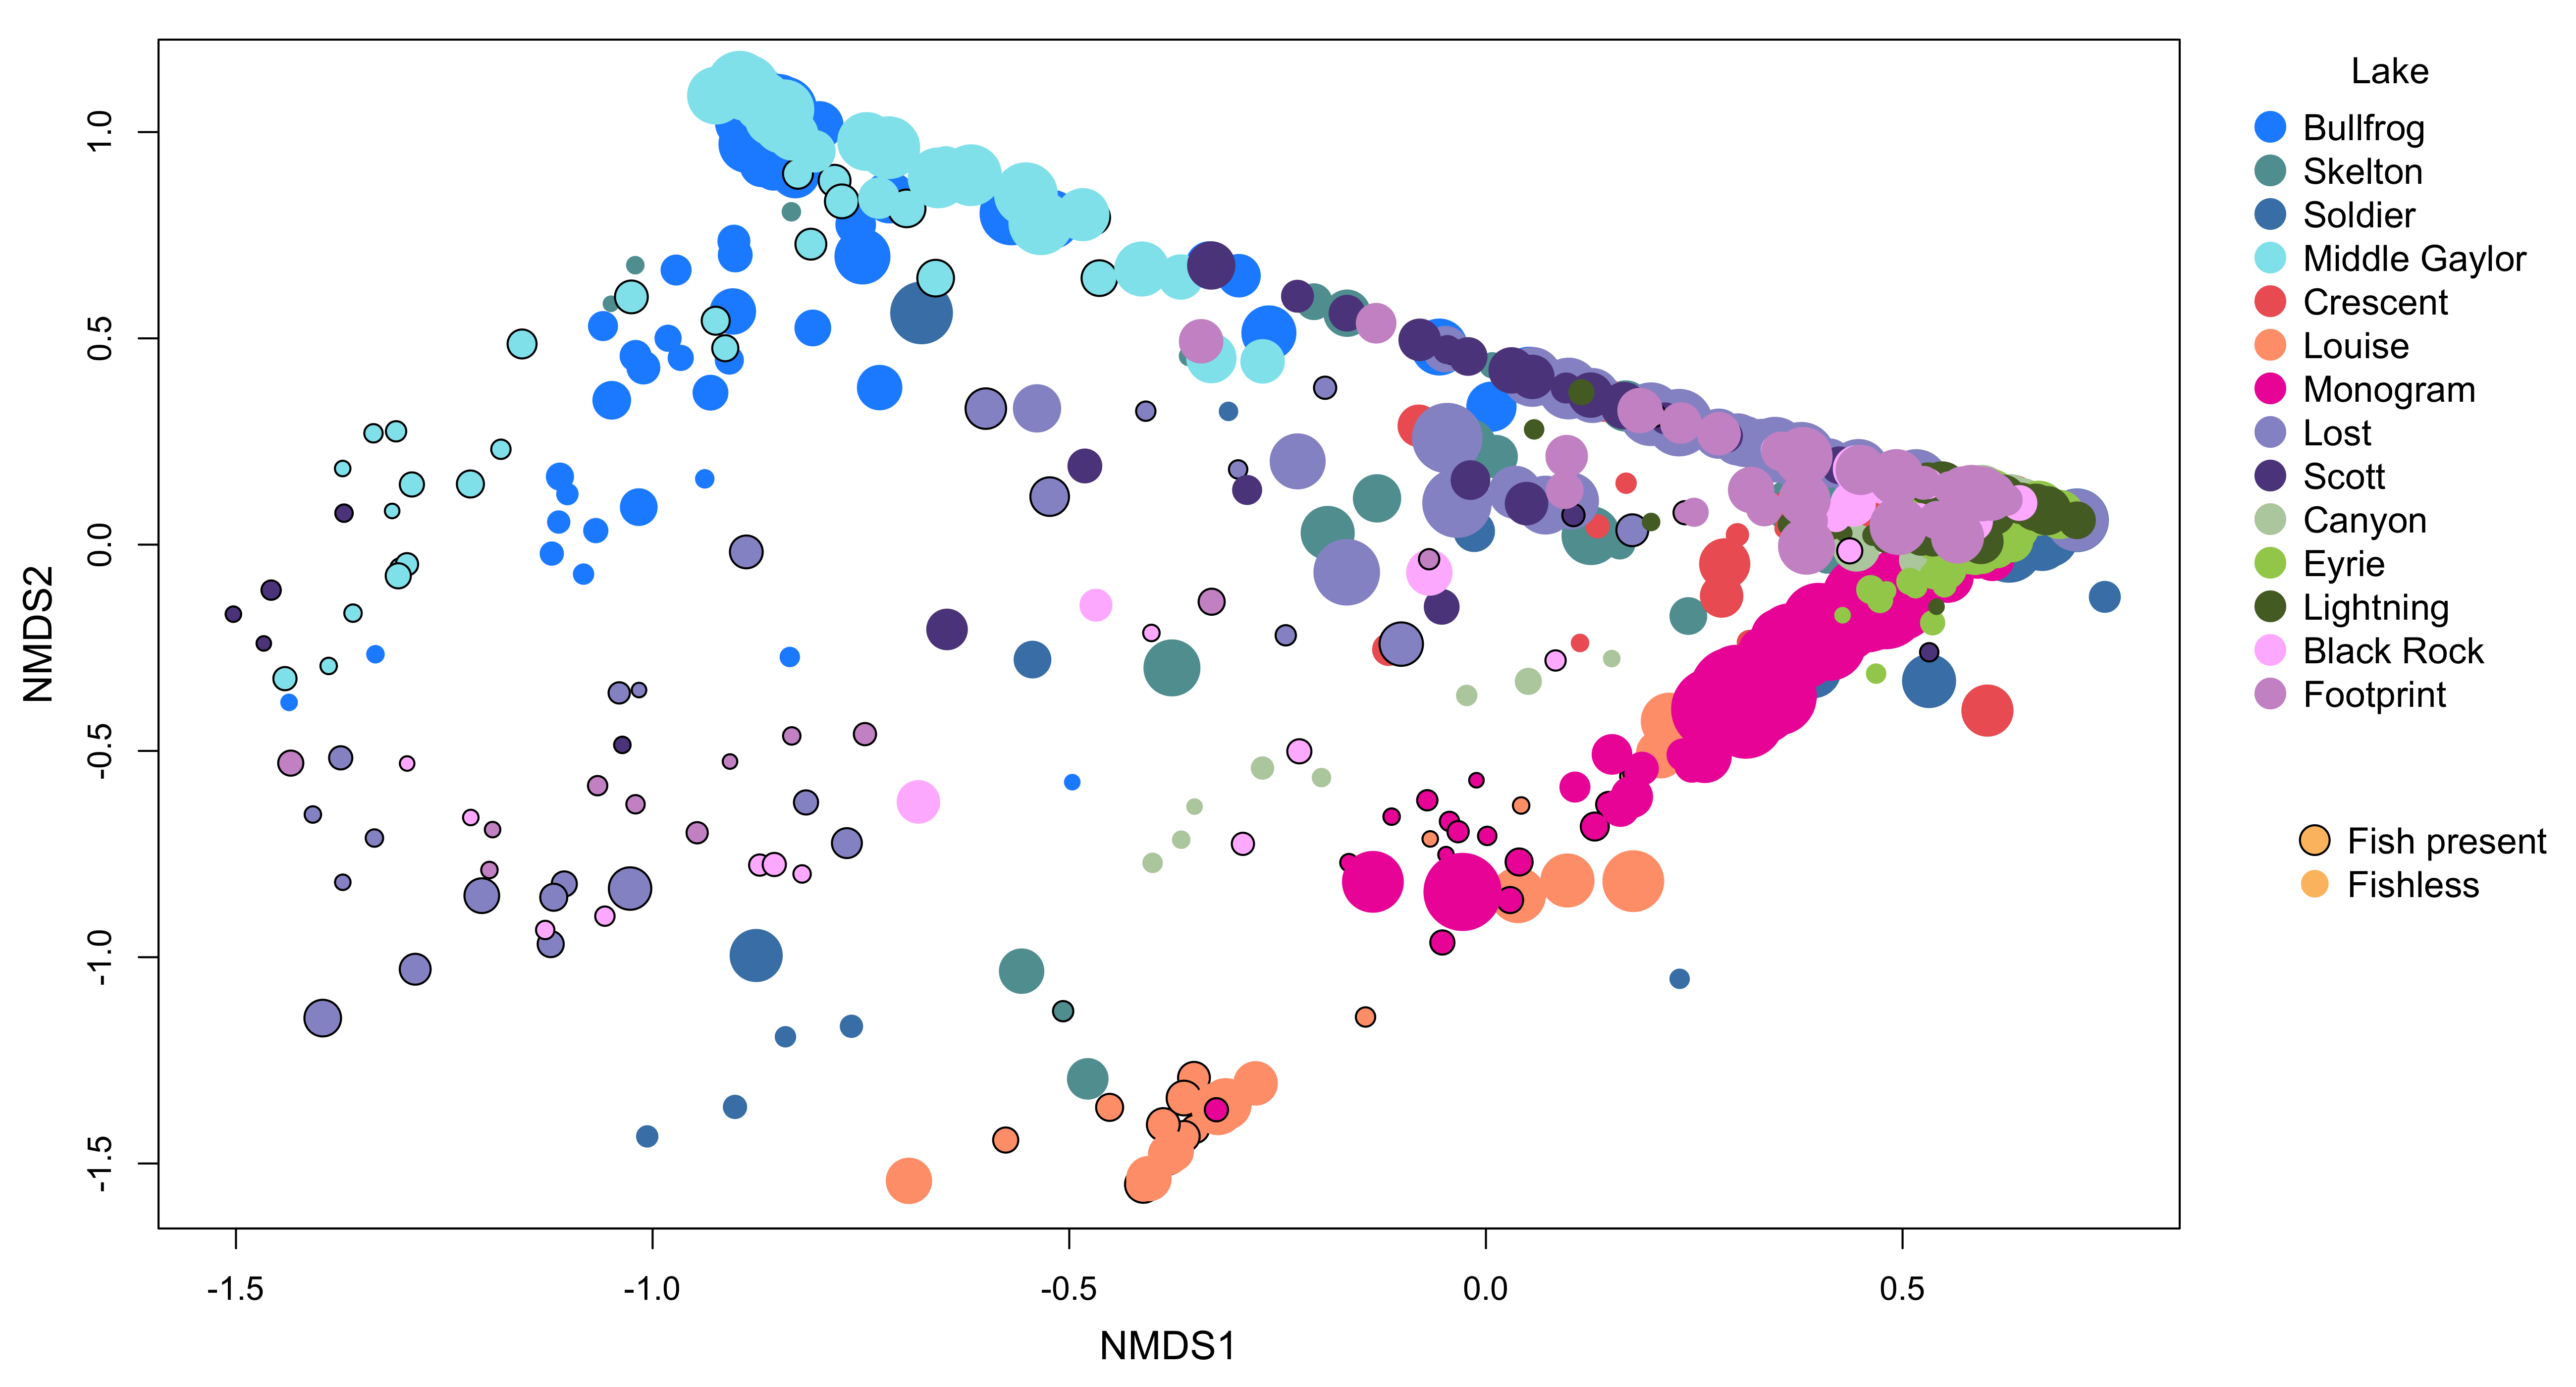 Lake
Bullfrog
Skelton
Soldier
Middle Gaylor
Crescent
Louise
Monogram
Lost
Scott
Canyon
Eyrie
Lightning
Black Rock
Footprint
Fish present
Fishless
NMDS2
1.0
0.5
0.0
-0.5
-1.0
-1.5
-1.5 -1.0 -0.5 0.0 0.5
NMDS1